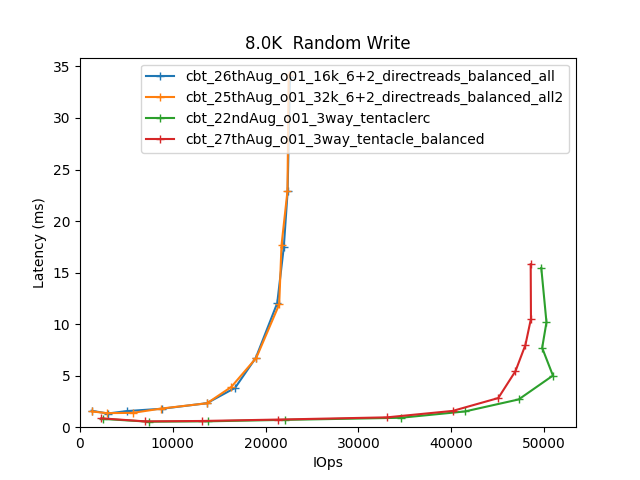 8.0K  Random Write
cbt_26thAug_o01_16k_6+2_directreads_balanced_all
cbt_25thAug_o01_32k_6+2_directreads_balanced_all2
cbt_22ndAug_o01_3way_tentaclerc
cbt_27thAug_o01_3way_tentacle_balanced
Latency (ms)
35
30
25
20
15
10
5
0
0 10000 20000 30000 40000 50000
IOps